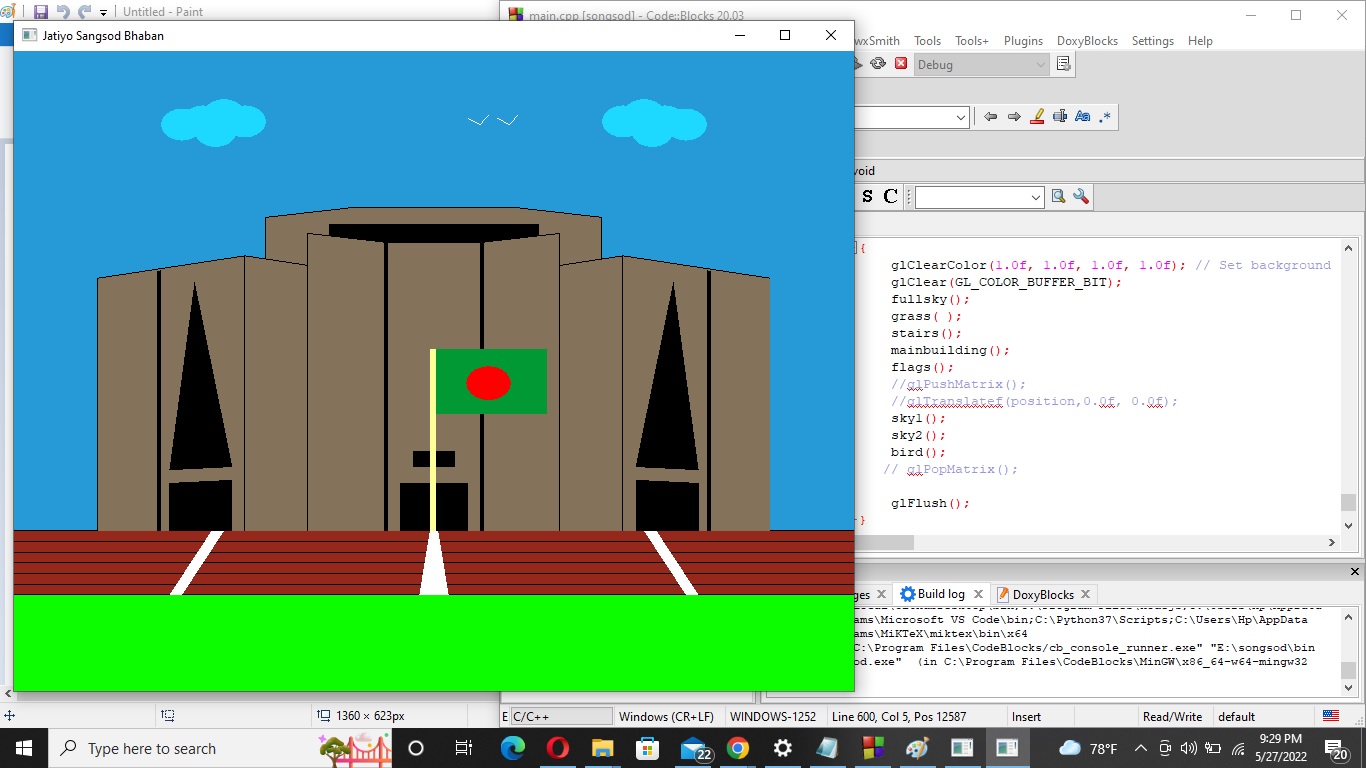 Untitled - Paint
main.cpp [songsod] - Code::Blocks 20.03
Jatiyo Sangsod Bhaban
wxSmith Tools Tools+ Plugins DoxyBlocks Settings Help
Debug
Aa .*
void
S C
{
glClearColor(1.0f, 1.0f, 1.0f, 1.0f); // Set background
glClear(GL_COLOR_BUFFER_BIT);
fullsky();
grass( );
stairs();
mainbuilding();
flags();
//glPushMatrix();
//glTranslatef(position,0.0f, 0.0f);
sky1();
sky2();
bird();
// glPopMatrix();
glFlush();
}
ges Build log DoxyBlocks
ams\Microsoft VS Code\bin;C:\Python37\Scripts;C:\Users\Hp\AppData
ams\MiKTeX\miktex\bin\x64
C:\Program Files\CodeBlocks/cb_console_runner.exe" "E:\songsod\bin
od.exe" (in C:\Program Files\CodeBlocks\MinGW\x86_64-w64-mingw32
1360 × 623px
E C/C++ Windows (CR+LF) WINDOWS-1252 Line 600, Col 5, Pos 12587 Insert Read/Write default
Type here to search
22
78°F
9:29 PM
5/27/2022
20